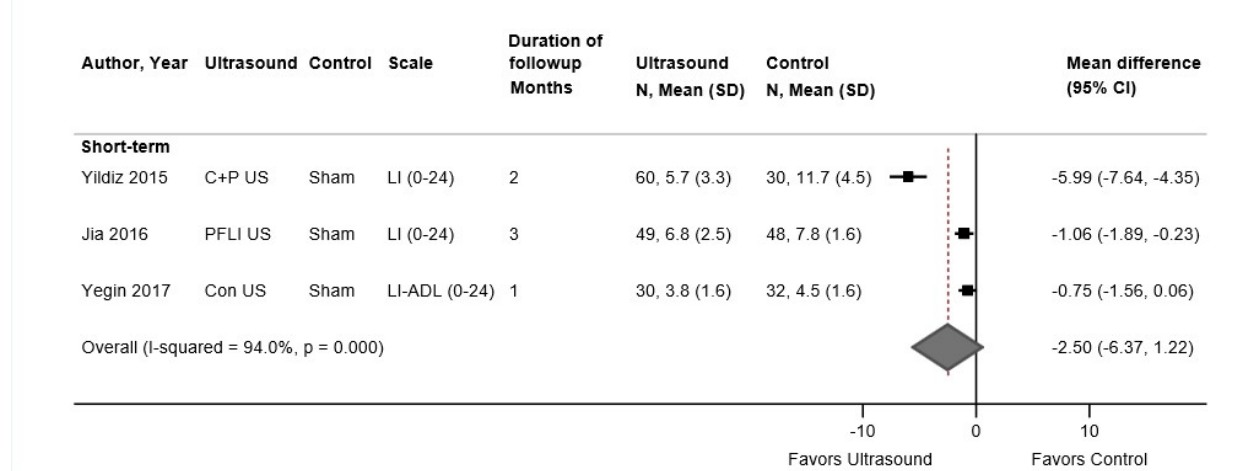 Duration of
Author, Year Ultrasound Control Scale followup Ultrasound Control Mean difference
Months N, Mean (SD) N, Mean (SD) (95% CI)
Short-term
Yildiz 2015 C+P US Sham LI (0-24) 2 60, 5.7 (3.3) 30, 11.7 (4.5) -5.99 (-7.64, -4.35)
Jia 2016 PFLI US Sham LI (0-24) 3 49, 6.8 (2.5) 48, 7.8 (1.6) -1.06 (-1.89, -0.23)
Yegin 2017 Con US Sham LI-ADL (0-24) 1 30, 3.8 (1.6) 32, 4.5 (1.6) -0.75 (-1.56, 0.06)
Overall (I-squared = 94.0%, p = 0.000) -2.50 (-6.37, 1.22)
-10 0 10
Favors Ultrasound Favors Control